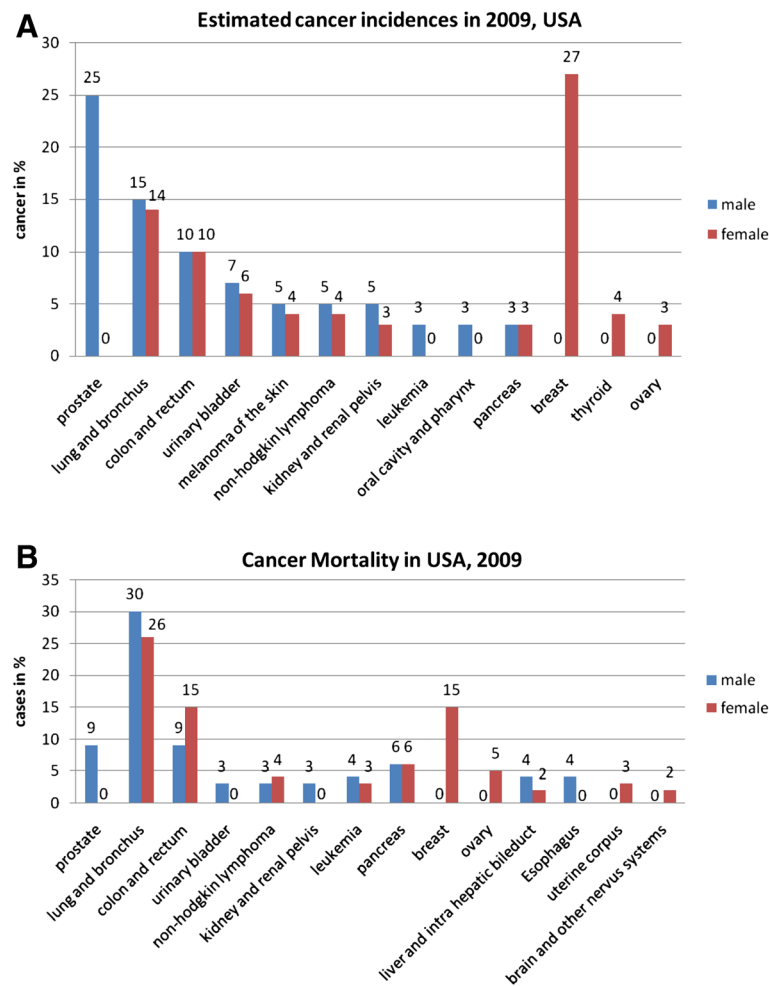 A
Estimated cancer incidences in 2009, USA
cancer in %
30
25
20
15
10
5
0
25
0
15
14
10
10
7
6
5
4
5
4
5
3
3
0
3
0
3
3
0
27
0
4
0
3
prostate
lung and bronchus
colon and rectum
urinary bladder
melanoma of the skin
non-hodgkin lymphoma
kidney and renal pelvis
leukemia
oral cavity and pharynx
pancreas
breast
thyroid
ovary
male
female
B
Cancer Mortality in USA, 2009
cases in %
35
30
25
20
15
10
5
0
9
0
30
26
9
15
3
0
3
4
3
0
4
3
6
6
0
15
0
5
4
2
4
0
0
3
0
2
prostate
lung and bronchus
colon and rectum
urinary bladder
non-hodgkin lymphoma
kidney and renal pelvis
leukemia
pancreas
breast
ovary
liver and intra hepatic bileduct
Esophagus
uterine corpus
brain and other nervus systems
male
female